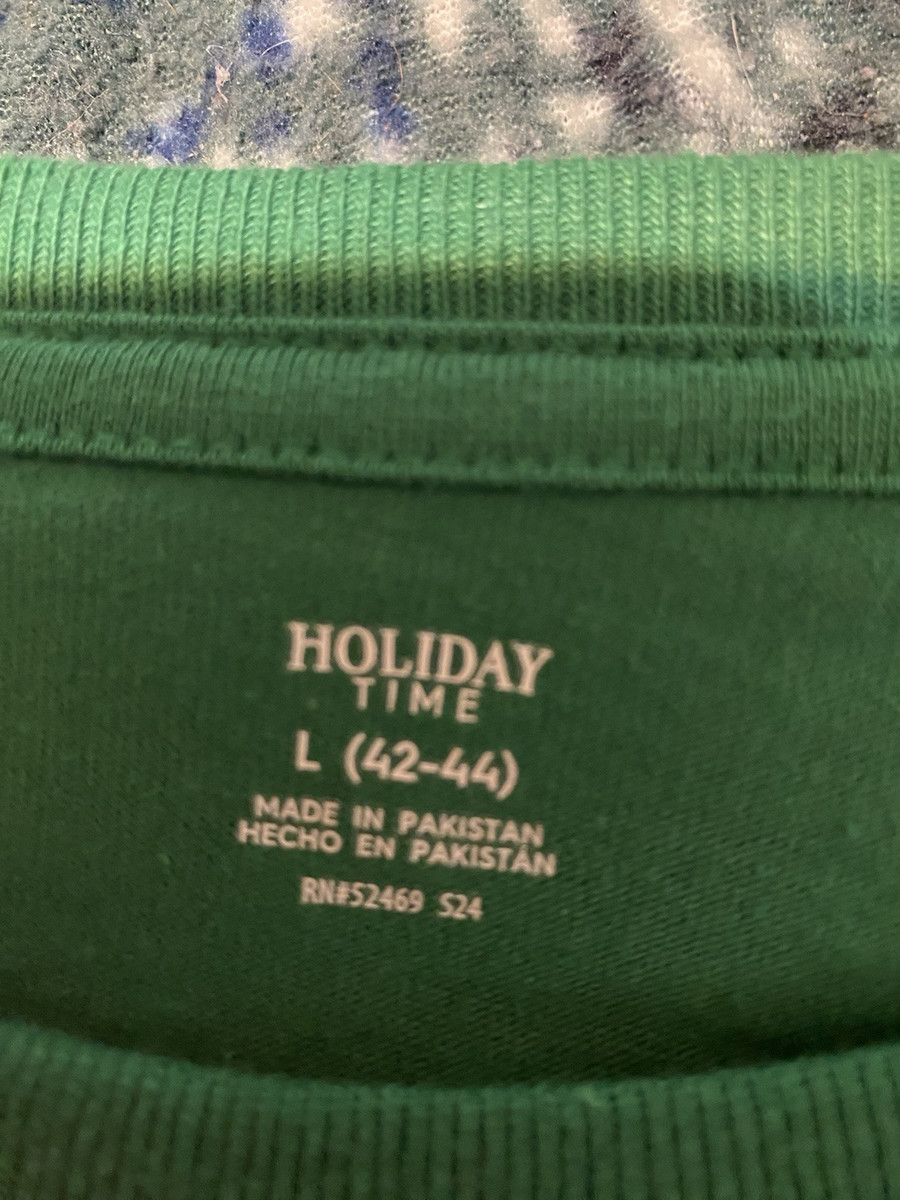 HOLIDAY
TIME
L (42-44)
MADE IN PAKISTAN
HECHO EN PAKISTÁN
RN#52469 S24